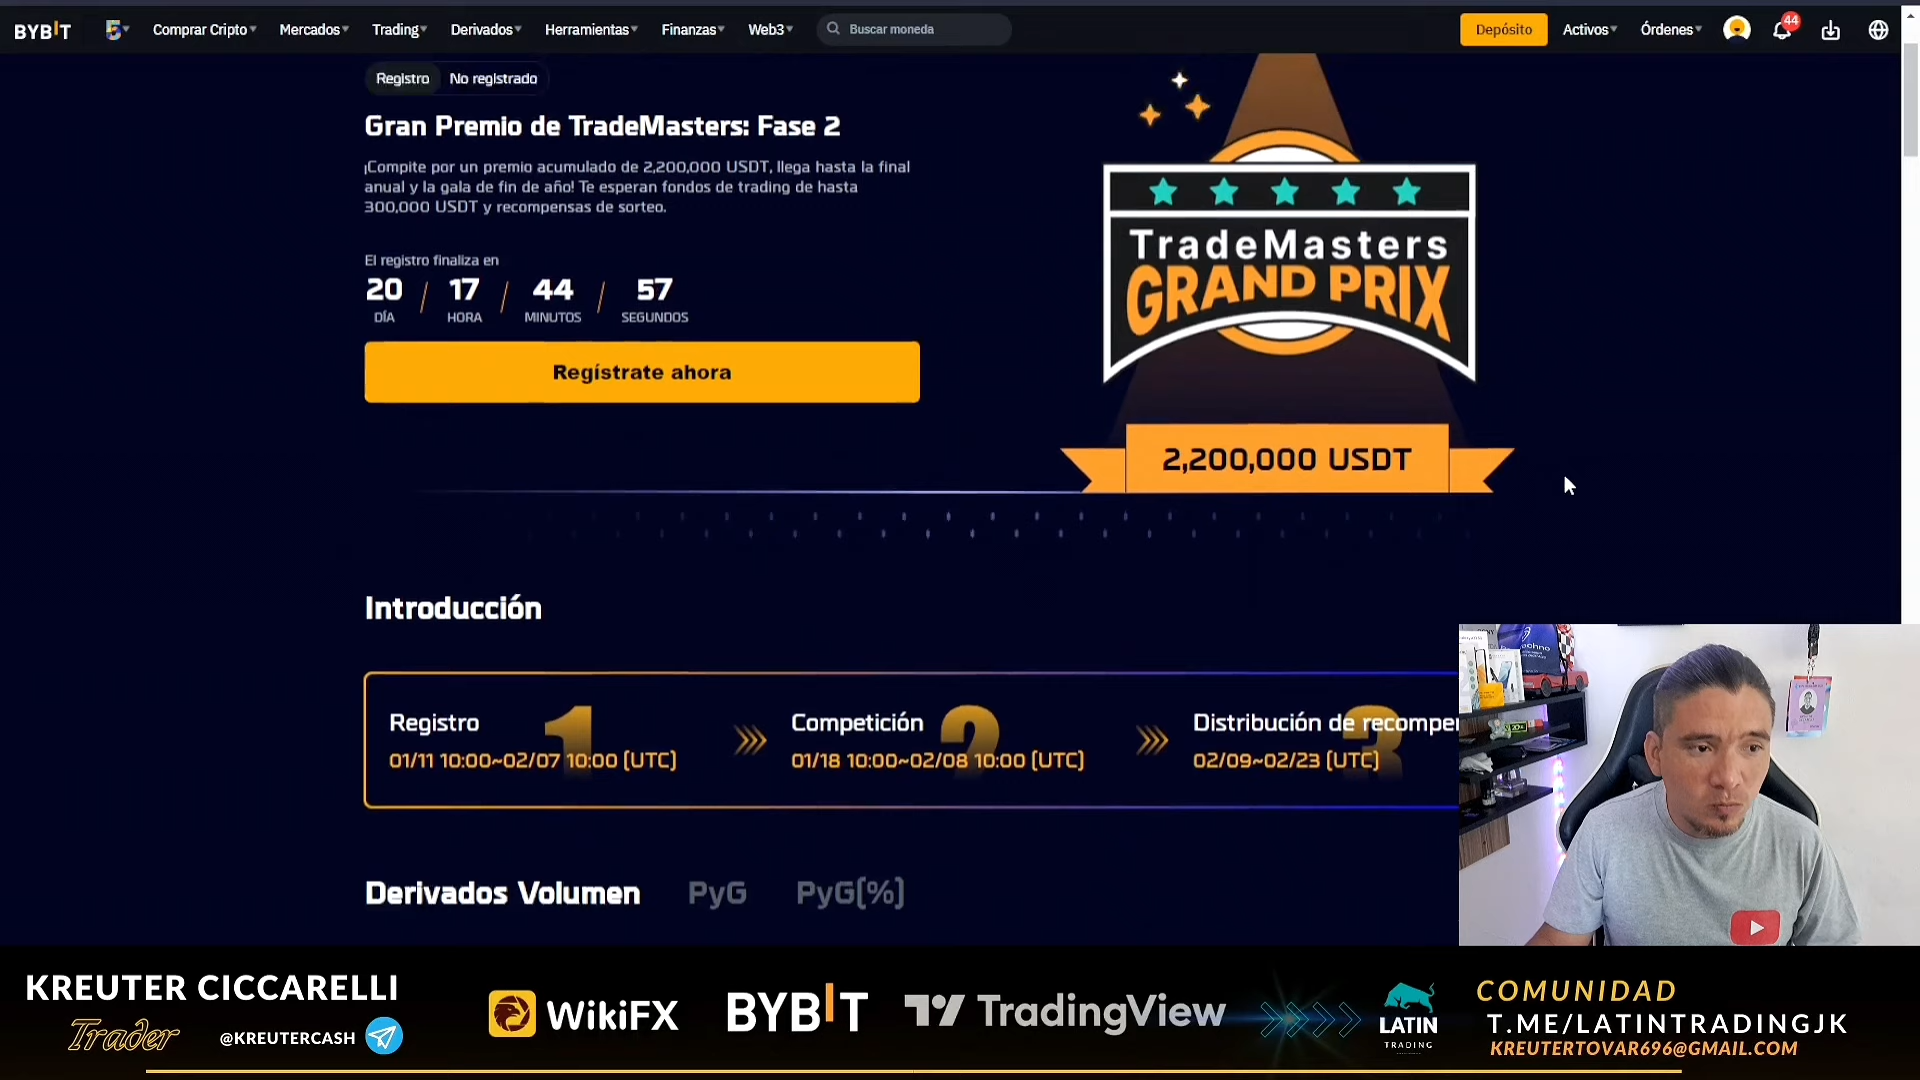 BYBIT
Comprar Cripto
Mercados
Trading
Derivados
Herramientas
Finanzas
Web3
Buscar moneda
Depósito
Activos
Órdenes
44
Registro
No registrado
Gran Premio de TradeMasters: Fase 2
¡Compite por un premio acumulado de 2,200,000 USDT, llega hasta la final
anual y la gala de fin de año! Te esperan fondos de trading de hasta
300,000 USDT y recompensas de sorteo.
El registro finaliza en
20 / 17 / 44 / 57
DÍA HORA MINUTOS SEGUNDOS
Regístrate ahora
TradeMasters
GRAND PRIX
2,200,000 USDT
Introducción
1
Registro
01/11 10:00~02/07 10:00 (UTC)
2
Competición
01/18 10:00~02/08 10:00 (UTC)
3
Distribución de recompe
02/09~02/23 (UTC)
Derivados Volumen
PyG
PyG(%)
KREUTER CICCARELLI
Trader
@KREUTERCASH
WikiFX
BYBIT
TradingView
LATIN
TRADING
COMUNIDAD
T.ME/LATINTRADINGJK
KREUTERTOVAR696@GMAIL.COM